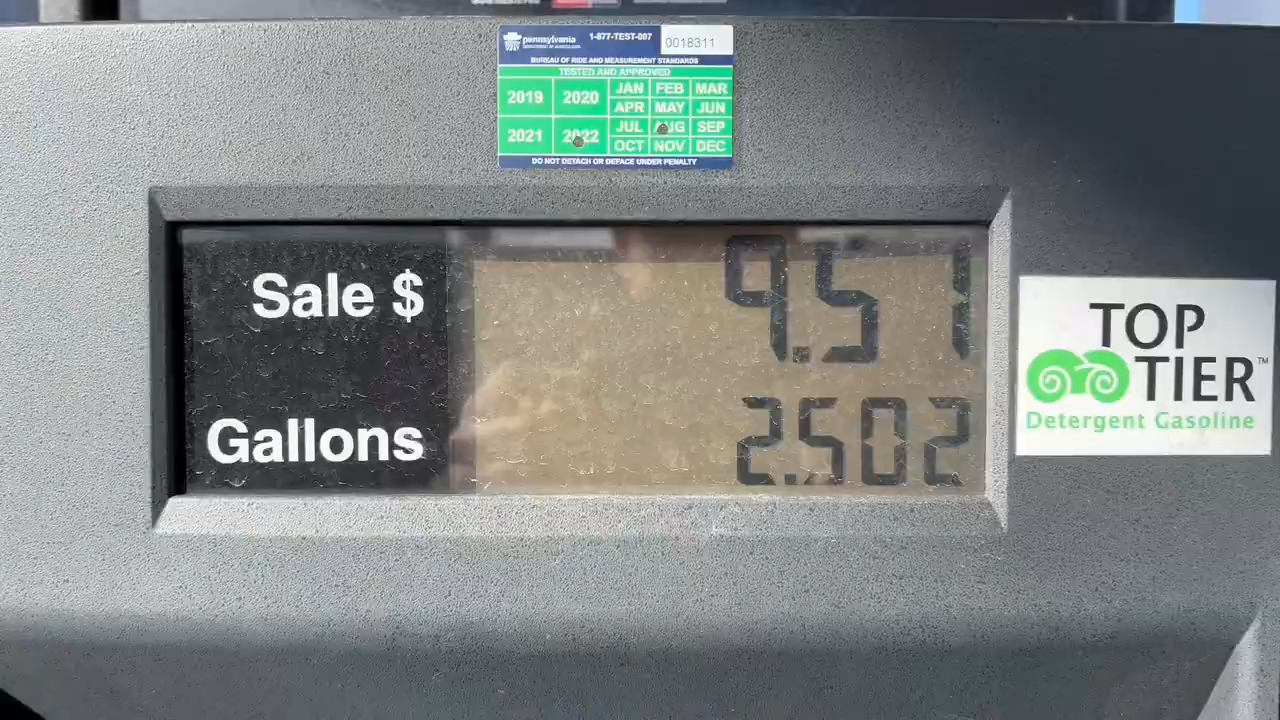 pennsylvania
1-877-TEST-007
0018311
BUREAU OF RIDE AND MEASUREMENT STANDARDS
TESTED AND APPROVED
2019 2020 JAN FEB MAR
APR MAY JUN
2021 2022 JUL AUG SEP
OCT NOV DEC
DO NOT DETACH OR DEFACE UNDER PENALTY
Sale $ 9.57
Gallons 2.502
TOP
TIER™
Detergent Gasoline